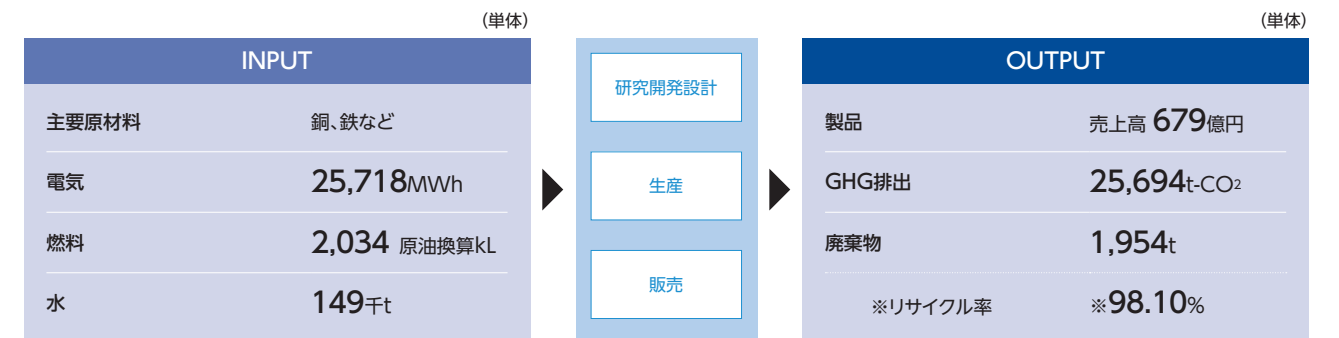 （単体）
INPUT
主要原材料 銅、鉄など
電気 25,718MWh
燃料 2,034 原油換算kL
水 149千t
研究開発設計
生産
販売
（単体）
OUTPUT
製品 売上高 679億円
GHG排出 25,694t-CO2
廃棄物 1,954t
※リサイクル率 ※98.10%